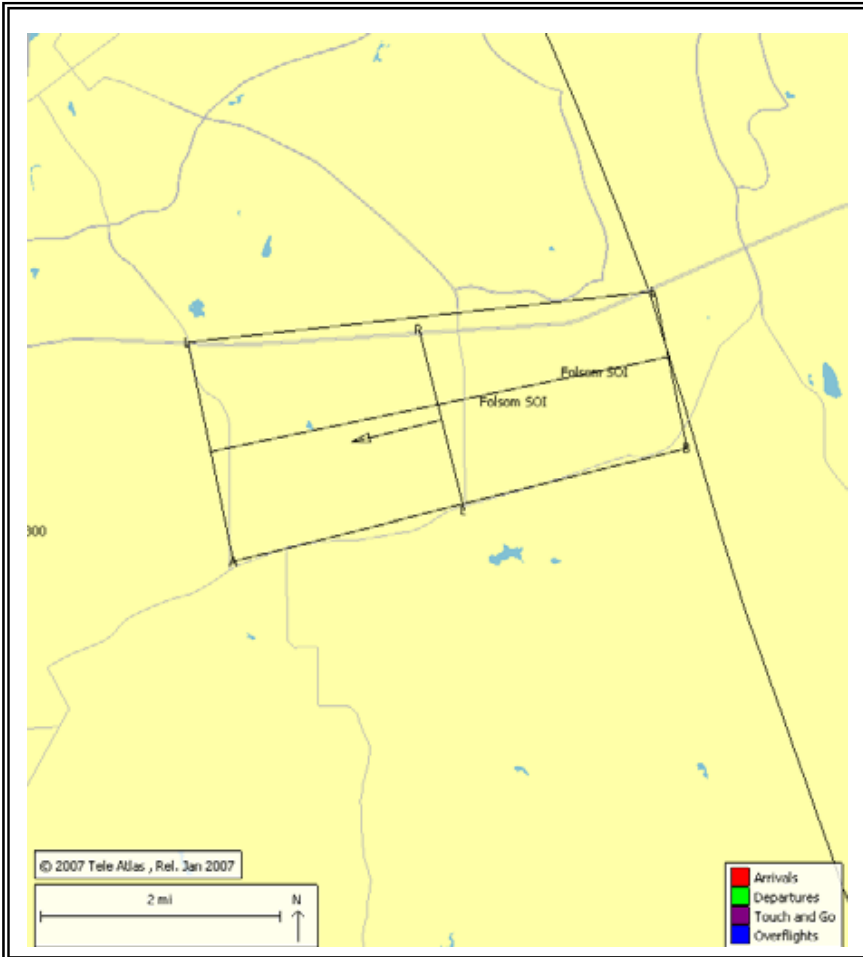 R
Folsom SOI
Folsom SOI
B
L
300
A
© 2007 Tele Atlas , Rel. Jan 2007
2 mi
N
Arrivals
Departures
Touch and Go
Overflights